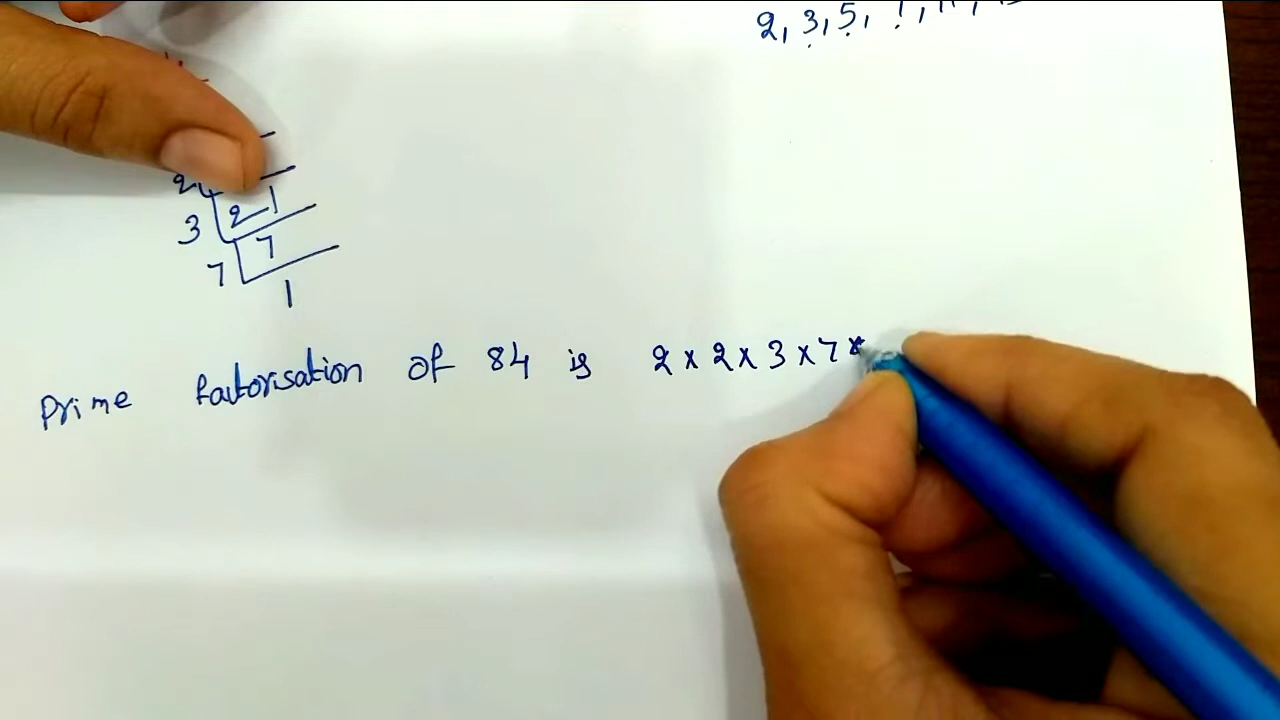 2, 3, 5,
2
3 21
7 7
1
Prime factorisation of 84 is 2 x 2 x 3 x 7 x